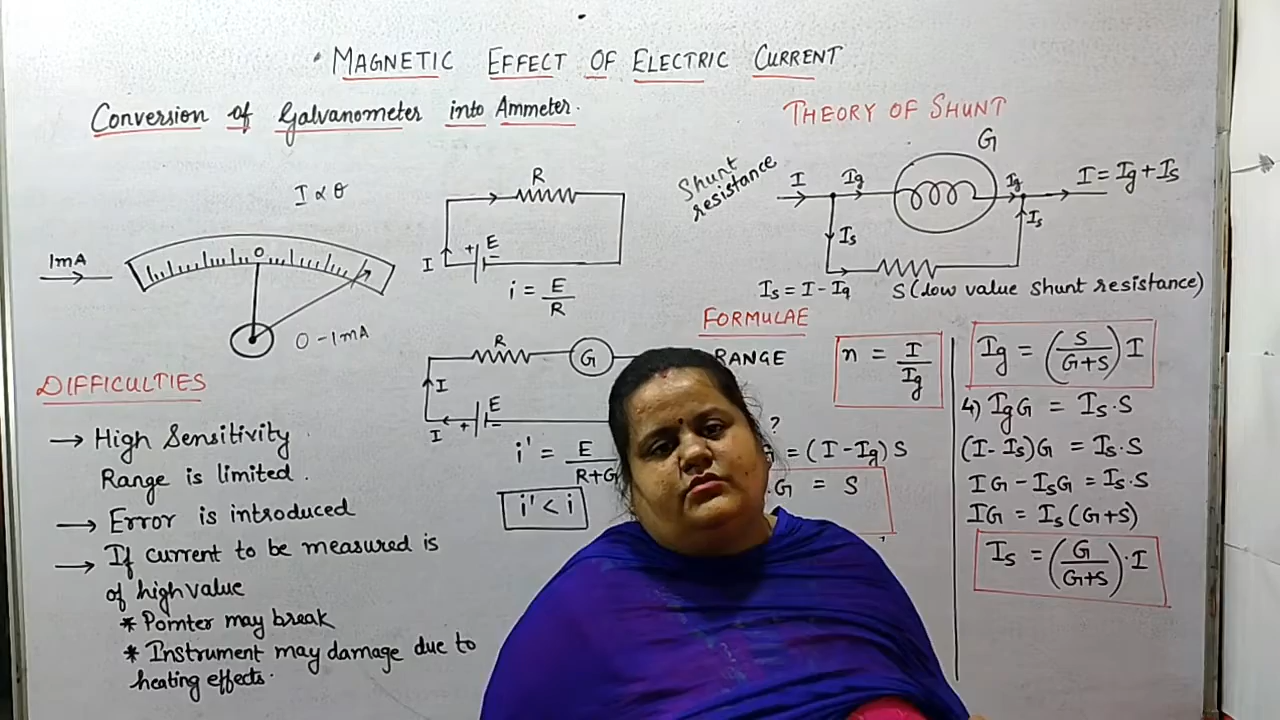 MAGNETIC EFFECT OF ELECTRIC CURRENT
Conversion of Galvanometer into Ammeter.
I ∝ θ
1mA
0
0-1mA
DIFFICULTIES
→ High Sensitivity
Range is limited.
→ Error is introduced
→ If current to be measured is
of high value
* Pointer may break
* Instrument may damage due to
heating effects.
R
I
+ E -
i = E/R
R
G
I
I
+ E -
i' = E/R+G
i' < i
THEORY OF SHUNT
Shunt
resistance
G
I
Ig
Ig
I = Ig + Is
Is
Is
Is = I - Ig
S (low value shunt resistance)
FORMULAE
RANGE
n = I/Ig
?
= (I - Ig) S
.G = S
Ig = (S/G+S) I
4) IgG = Is.S
(I - Is)G = Is.S
IG - IsG = Is.S
IG = Is(G+S)
Is = (G/G+S).I